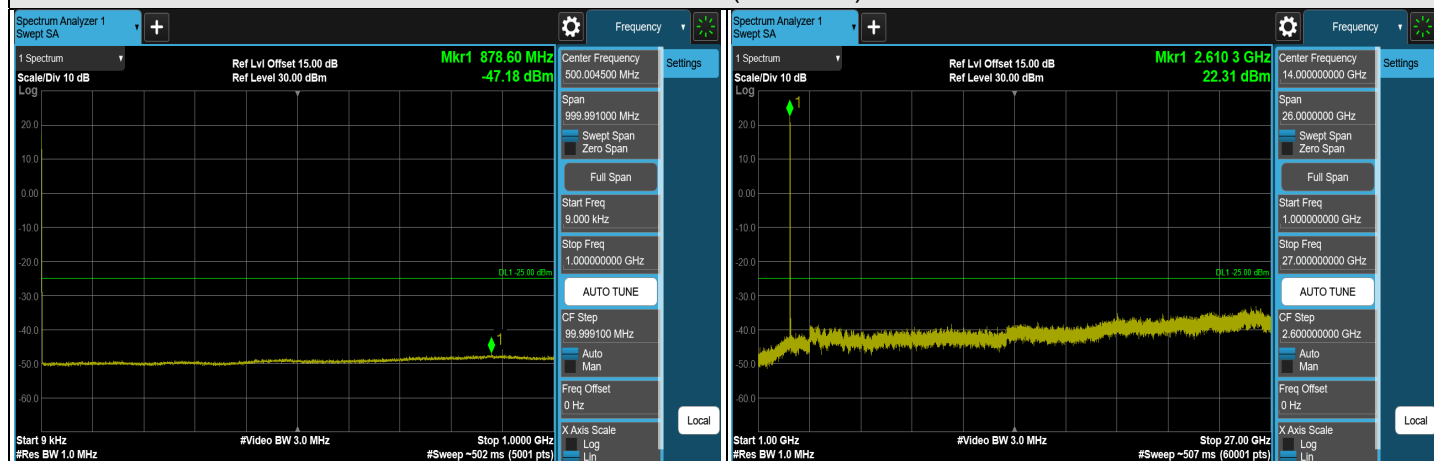 Spectrum Analyzer 1
Swept SA
+
Frequency
1 Spectrum
Scale/Div 10 dB
Log
Ref Lvl Offset 15.00 dB
Ref Level 30.00 dBm
Mkr1 878.60 MHz
-47.18 dBm
20.0
10.0
0.00
-10.0
-20.0
-30.0
-40.0
-50.0
-60.0
DL1 -25.00 dBm
1
Start 9 kHz
#Res BW 1.0 MHz
#Video BW 3.0 MHz
Stop 1.0000 GHz
#Sweep ~502 ms (5001 pts)
Center Frequency
500.004500 MHz
Span
999.991000 MHz
Swept Span
Zero Span
Full Span
Start Freq
9.000 kHz
Stop Freq
1.000000000 GHz
AUTO TUNE
CF Step
99.999100 MHz
Auto
Man
Freq Offset
0 Hz
X Axis Scale
Log
Lin
Settings
Local
Spectrum Analyzer 1
Swept SA
+
Frequency
1 Spectrum
Scale/Div 10 dB
Log
Ref Lvl Offset 15.00 dB
Ref Level 30.00 dBm
Mkr1 2.610 3 GHz
22.31 dBm
1
20.0
10.0
0.00
-10.0
-20.0
-30.0
-40.0
-50.0
-60.0
DL1 -25.00 dBm
Start 1.00 GHz
#Res BW 1.0 MHz
#Video BW 3.0 MHz
Stop 27.00 GHz
#Sweep ~507 ms (60001 pts)
Center Frequency
14.000000000 GHz
Span
26.0000000 GHz
Swept Span
Zero Span
Full Span
Start Freq
1.000000000 GHz
Stop Freq
27.000000000 GHz
AUTO TUNE
CF Step
2.600000000 GHz
Auto
Man
Freq Offset
0 Hz
X Axis Scale
Log
Lin
Settings
Local